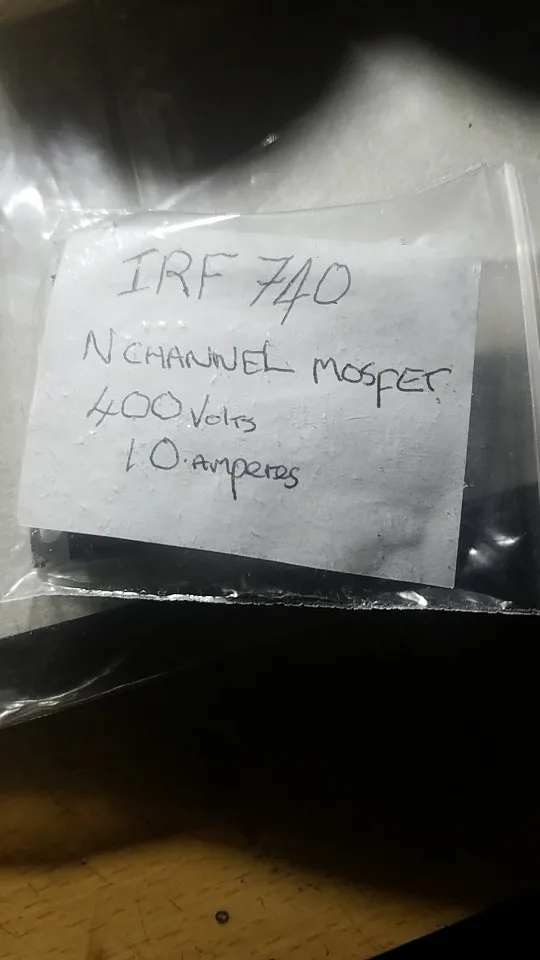 IRF 740
N CHANNEL MOSFET
400 Volts
10 Amperes